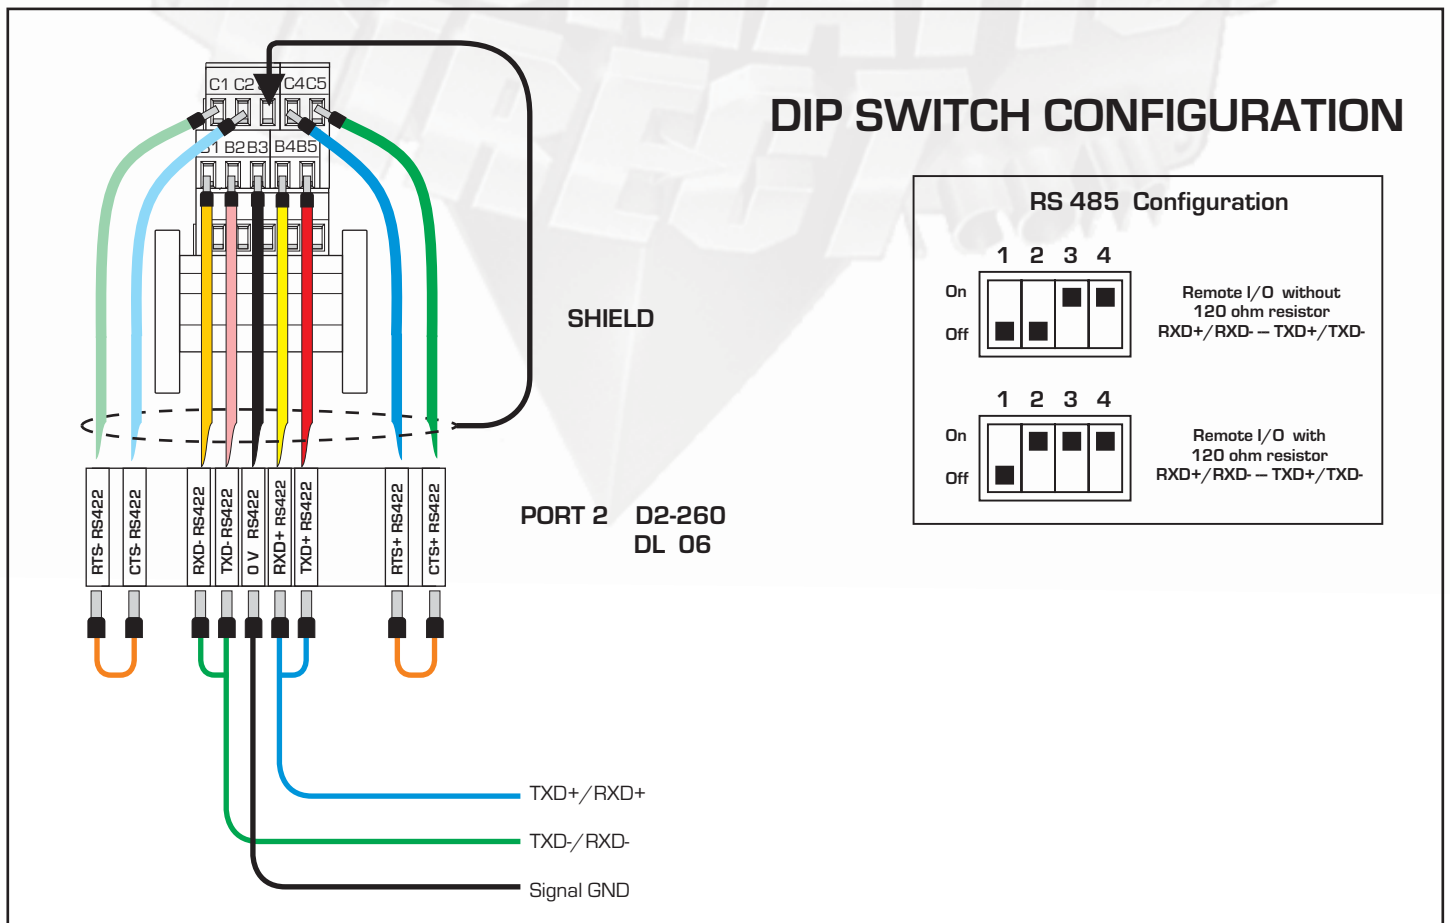 DIP SWITCH CONFIGURATION
C1 C2 C4 C5
B2 B3 B4 B5
RS 485 Configuration
1 2 3 4
On
Off
Remote I/O without
120 ohm resistor
RXD+/RXD- -- TXD+/TXD-
1 2 3 4
On
Off
Remote I/O with
120 ohm resistor
RXD+/RXD- -- TXD+/TXD-
SHIELD
PORT 2 D2-260
DL 06
RTS- RS422
CTS- RS422
RXD- RS422
TXD- RS422
0 V RS422
RXD+ RS422
TXD+ RS422
RTS+ RS422
CTS+ RS422
TXD+/RXD+
TXD-/RXD-
Signal GND